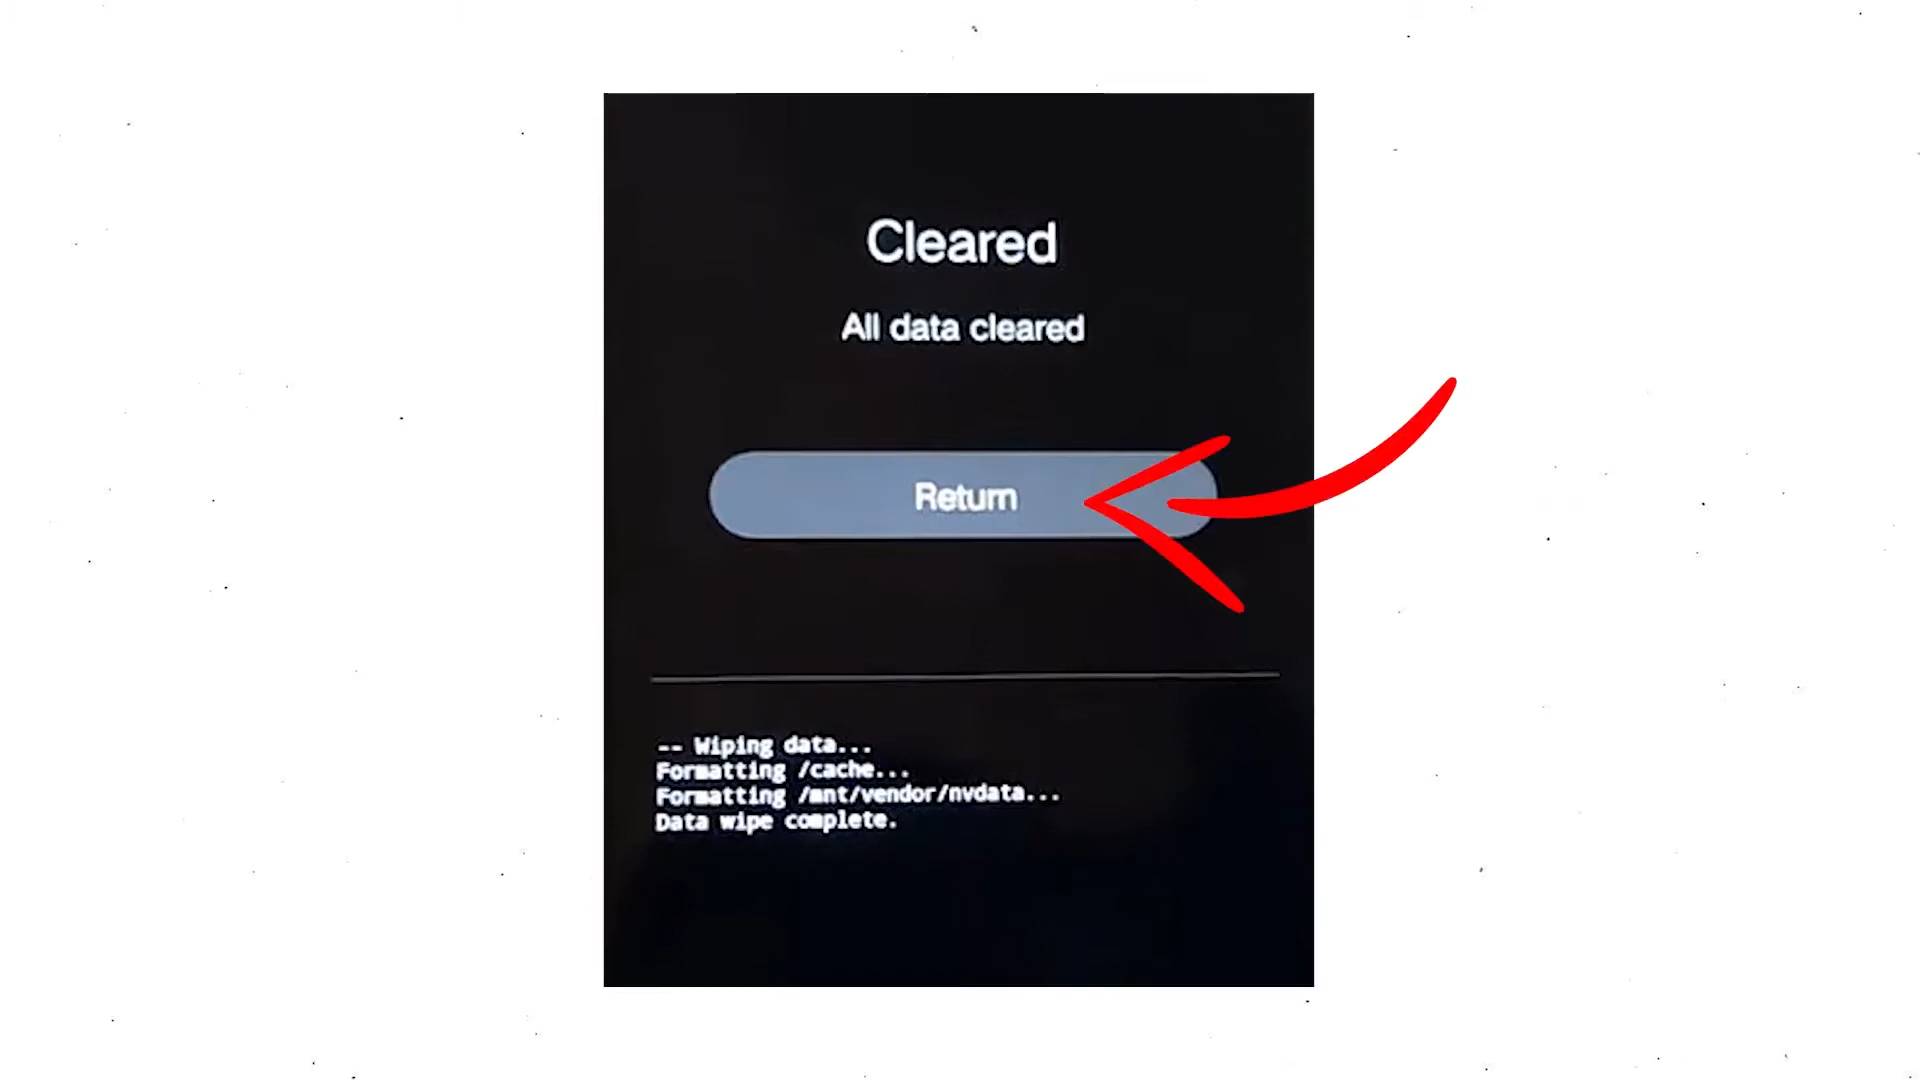 Cleared
All data cleared
Return
-- Wiping data...
Formatting /cache...
Formatting /mnt/vendor/nvdata...
Data wipe complete.